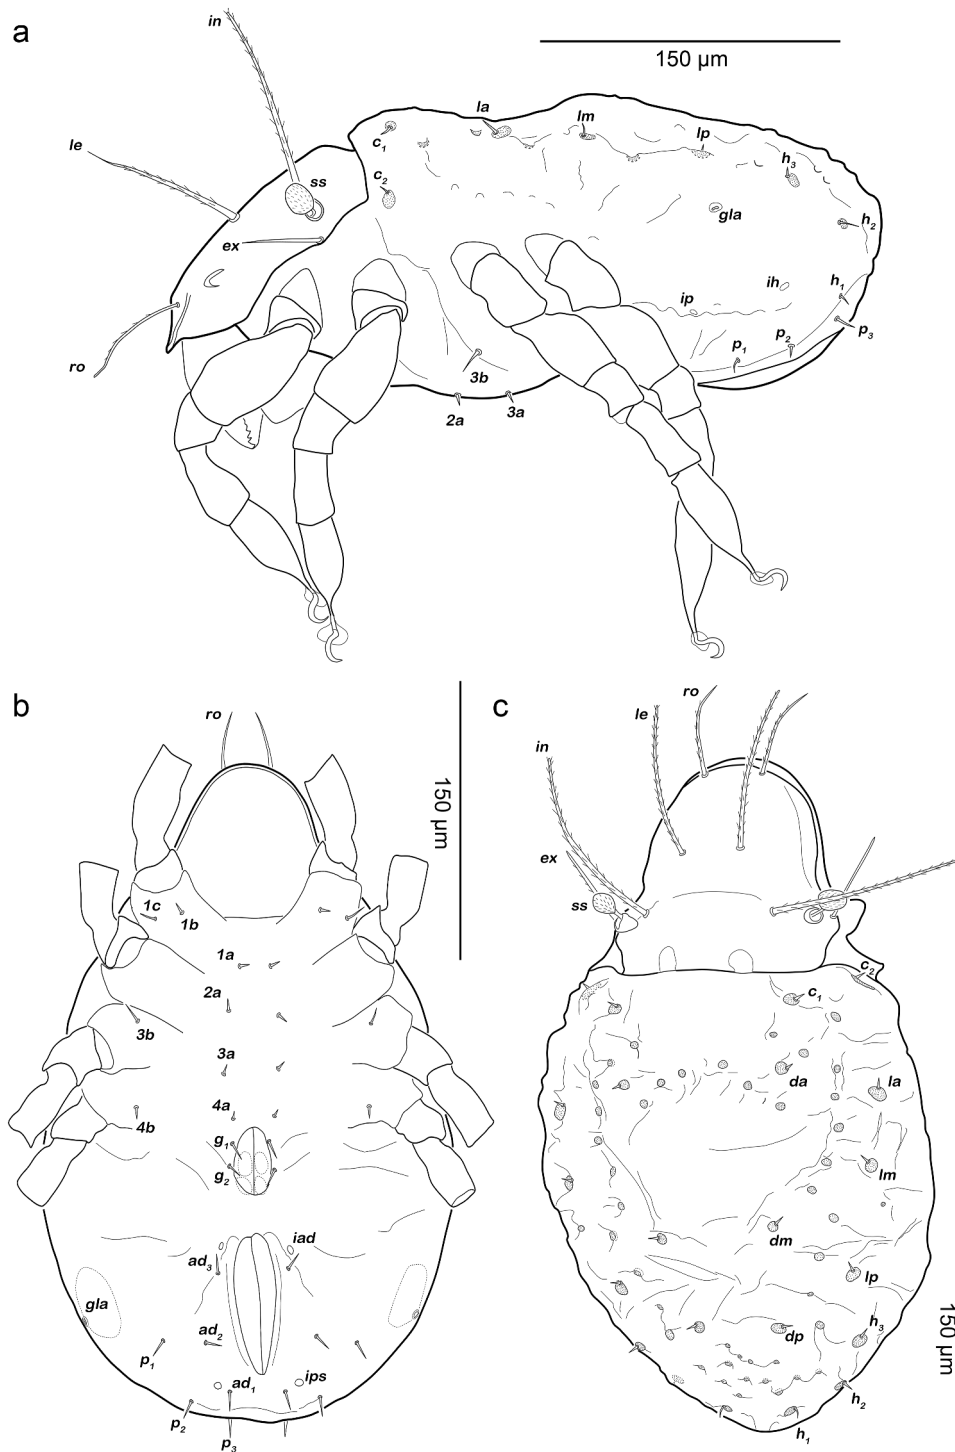 a
in
150 µm
la
lm
lp
le
c1
h3
ss
c2
gla
h2
ex
ih
h1
ip
p3
p2
p1
ro
3b
2a
3a
b
ro
150 µm
1c
1b
1a
2a
3b
3a
4a
4b
g1
g2
iad
ad3
gla
ad2
p1
ips
ad1
p2
p3
c
ro
le
in
ex
ss
c2
c1
da
la
lm
dm
lp
150 µm
h3
dp
h2
h1